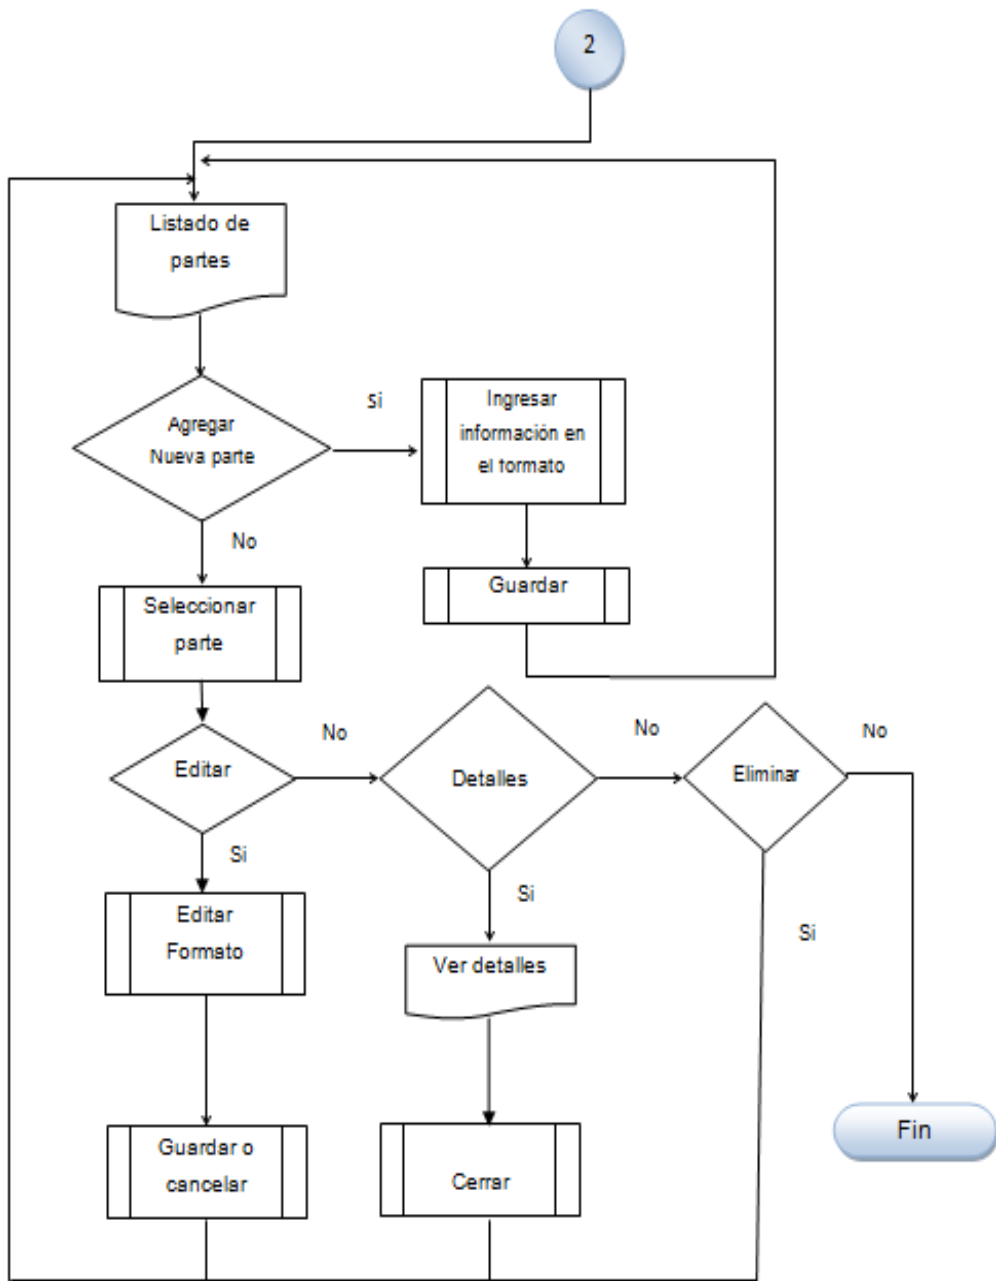 2
Listado de
partes
Agregar
Nueva parte
Si
Ingresar
información en
el formato
No
Guardar
Seleccionar
parte
Editar
No
Detalles
No
Eliminar
No
Si
Editar
Formato
Si
Ver detalles
Si
Guardar o
cancelar
Cerrar
Fin